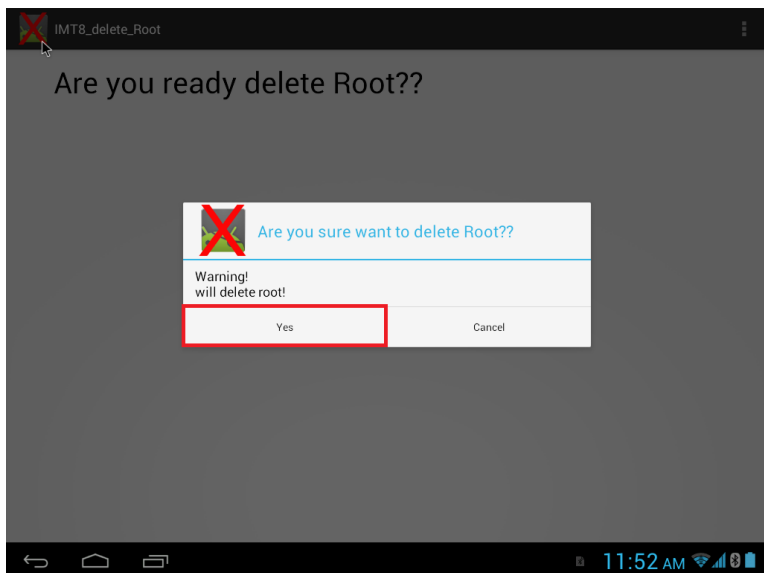 IMT8_delete_Root
Are you ready delete Root??
Are you sure want to delete Root??
Warning!
will delete root!
Yes
Cancel
11:52 AM